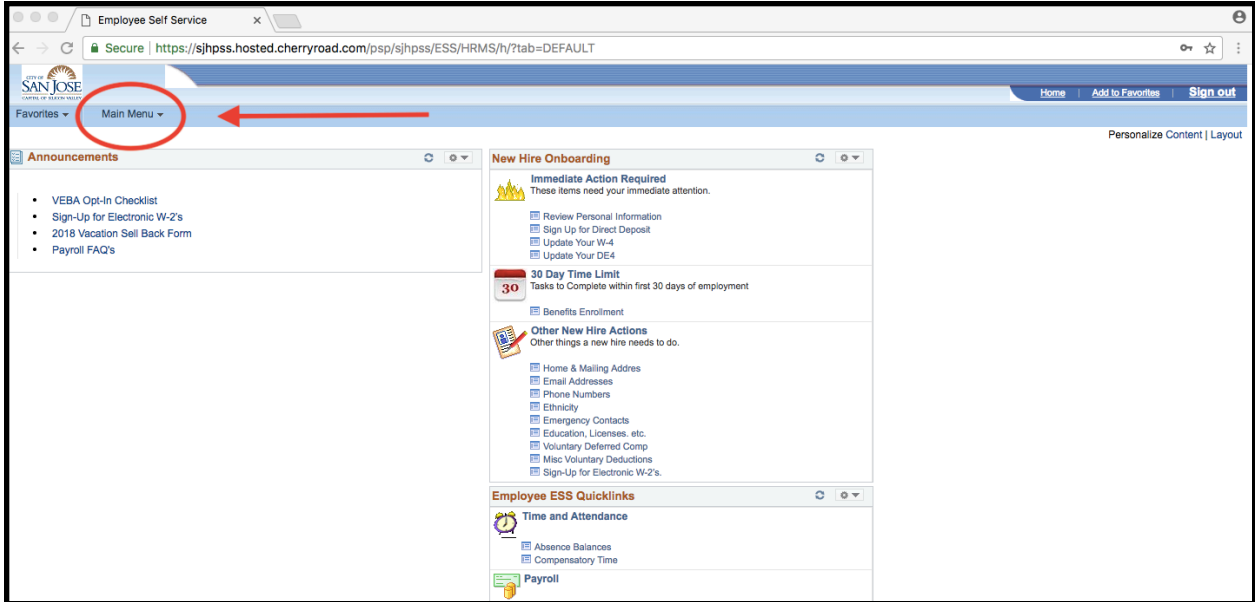 Employee Self Service
Secure | https://sjhpss.hosted.cherryroad.com/psp/sjhpss/ESS/HRMS/h/?tab=DEFAULT
CITY OF
SAN JOSE
CAPITAL OF SILICON VALLEY
Home | Add to Favorites | Sign out
Favorites Main Menu
Personalize Content | Layout
Announcements
VEBA Opt-In Checklist
Sign-Up for Electronic W-2's
2018 Vacation Sell Back Form
Payroll FAQ's
New Hire Onboarding
Immediate Action Required
These items need your immediate attention.
Review Personal Information
Sign Up for Direct Deposit
Update Your W-4
Update Your DE4
30
30 Day Time Limit
Tasks to Complete within first 30 days of employment
Benefits Enrollment
Other New Hire Actions
Other things a new hire needs to do.
Home & Mailing Addres
Email Addresses
Phone Numbers
Ethnicity
Emergency Contacts
Education, Licenses. etc.
Voluntary Deferred Comp
Misc Voluntary Deductions
Sign-Up for Electronic W-2's.
Employee ESS Quicklinks
Time and Attendance
Absence Balances
Compensatory Time
Payroll